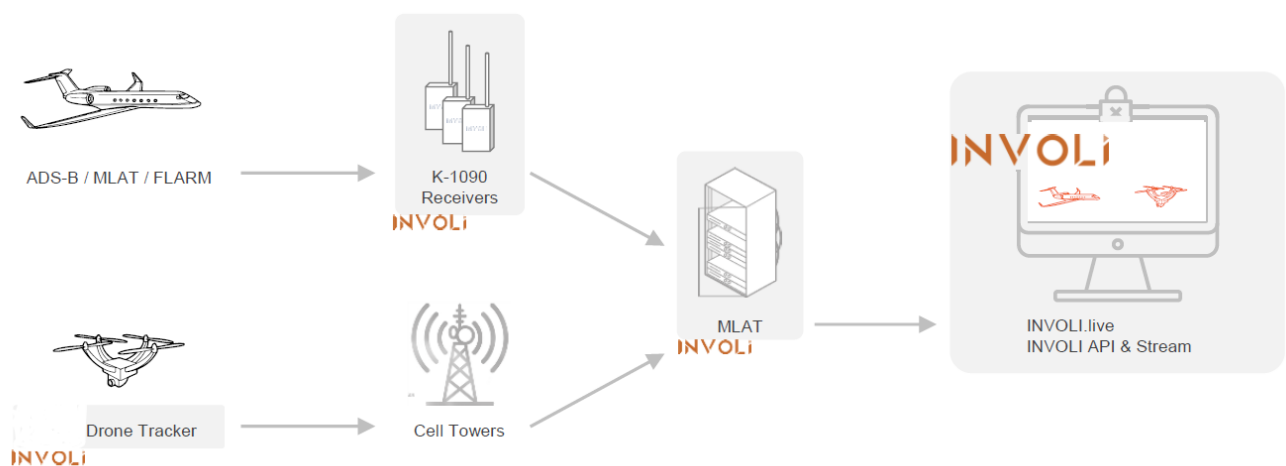 ADS-B / MLAT / FLARM
K-1090
Receivers
INVOLI
Drone Tracker
INVOLI
Cell Towers
MLAT
INVOLI
INVOLI
INVOLI.live
INVOLI API & Stream